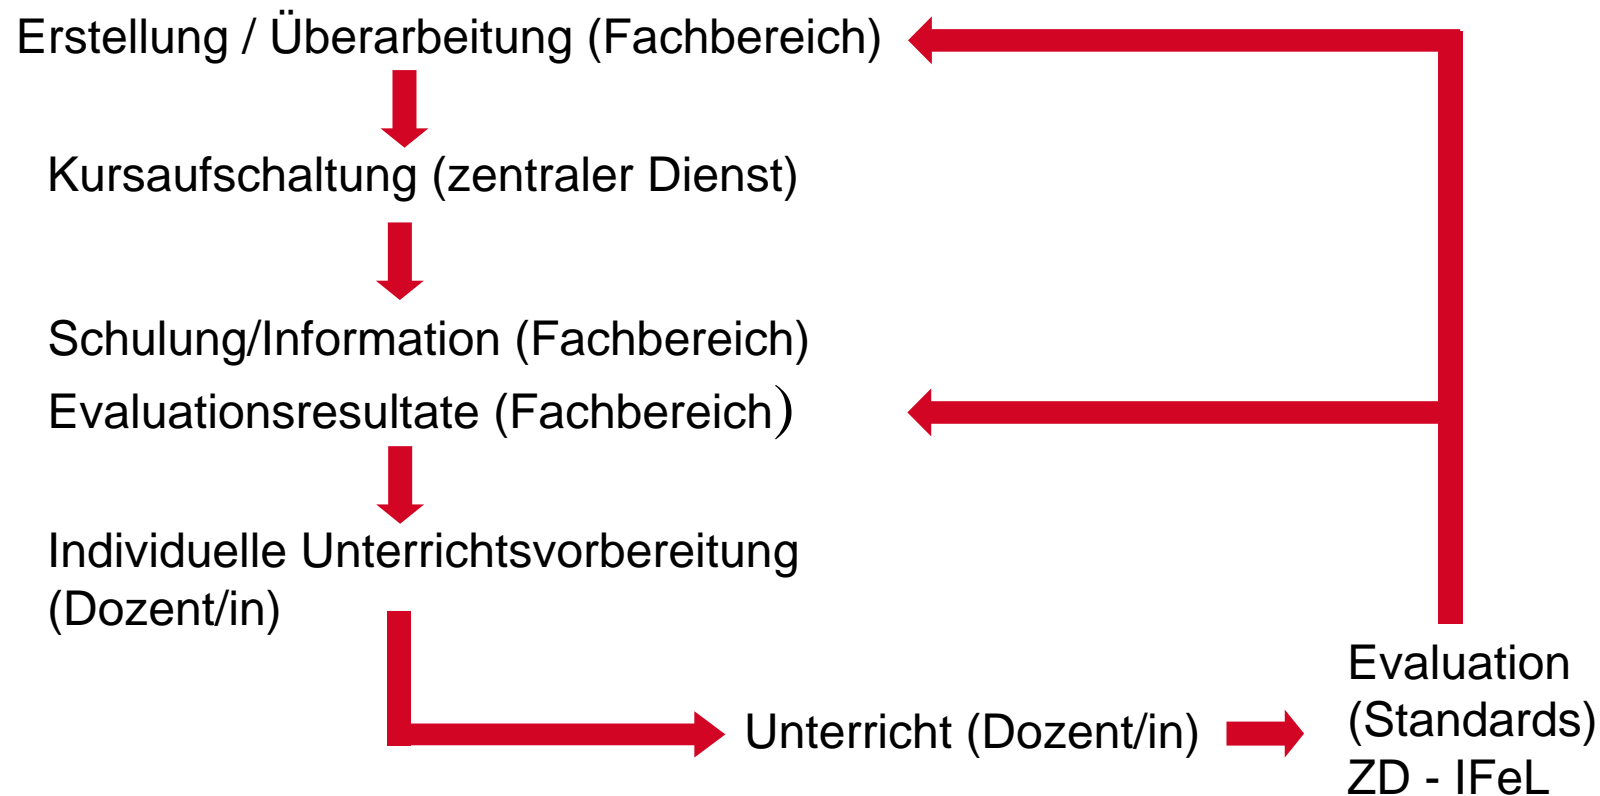 Erstellung / Überarbeitung (Fachbereich)
Kursaufschaltung (zentraler Dienst)
Schulung/Information (Fachbereich)
Evaluationsresultate (Fachbereich)
Individuelle Unterrichtsvorbereitung
(Dozent/in)
Unterricht (Dozent/in)
Evaluation
(Standards)
ZD - IFeL